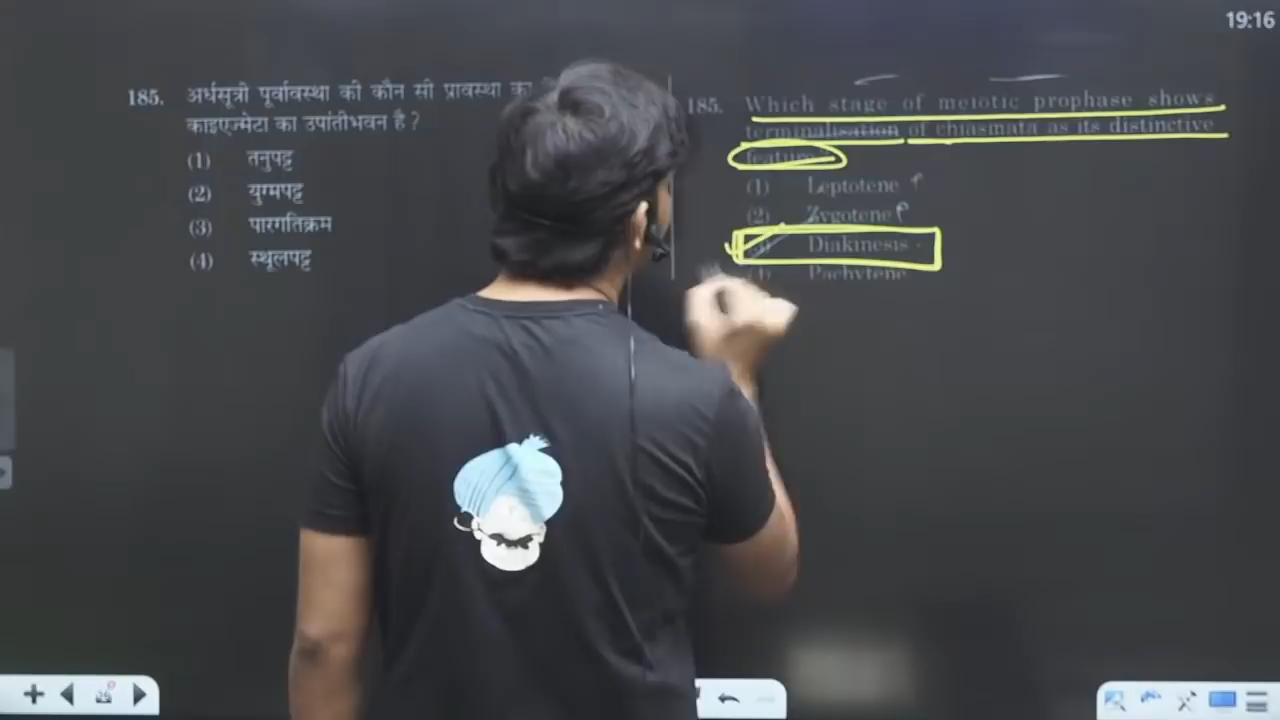 19:16
185. अर्धसूत्री पूर्वावस्था की कौन सी प्रावस्था का
काइएज्मेटा का उपांतीभवन है ?
(1) तनुपट्ट
(2) युग्मपट्ट
(3) पारगतिक्रम
(4) स्थूलपट्ट
185. Which stage of meiotic prophase shows
terminalisation of chiasmata as its distinctive
feature
(1) Leptotene
(2) Zygotene
(3) Diakinesis
(4) Pachytene